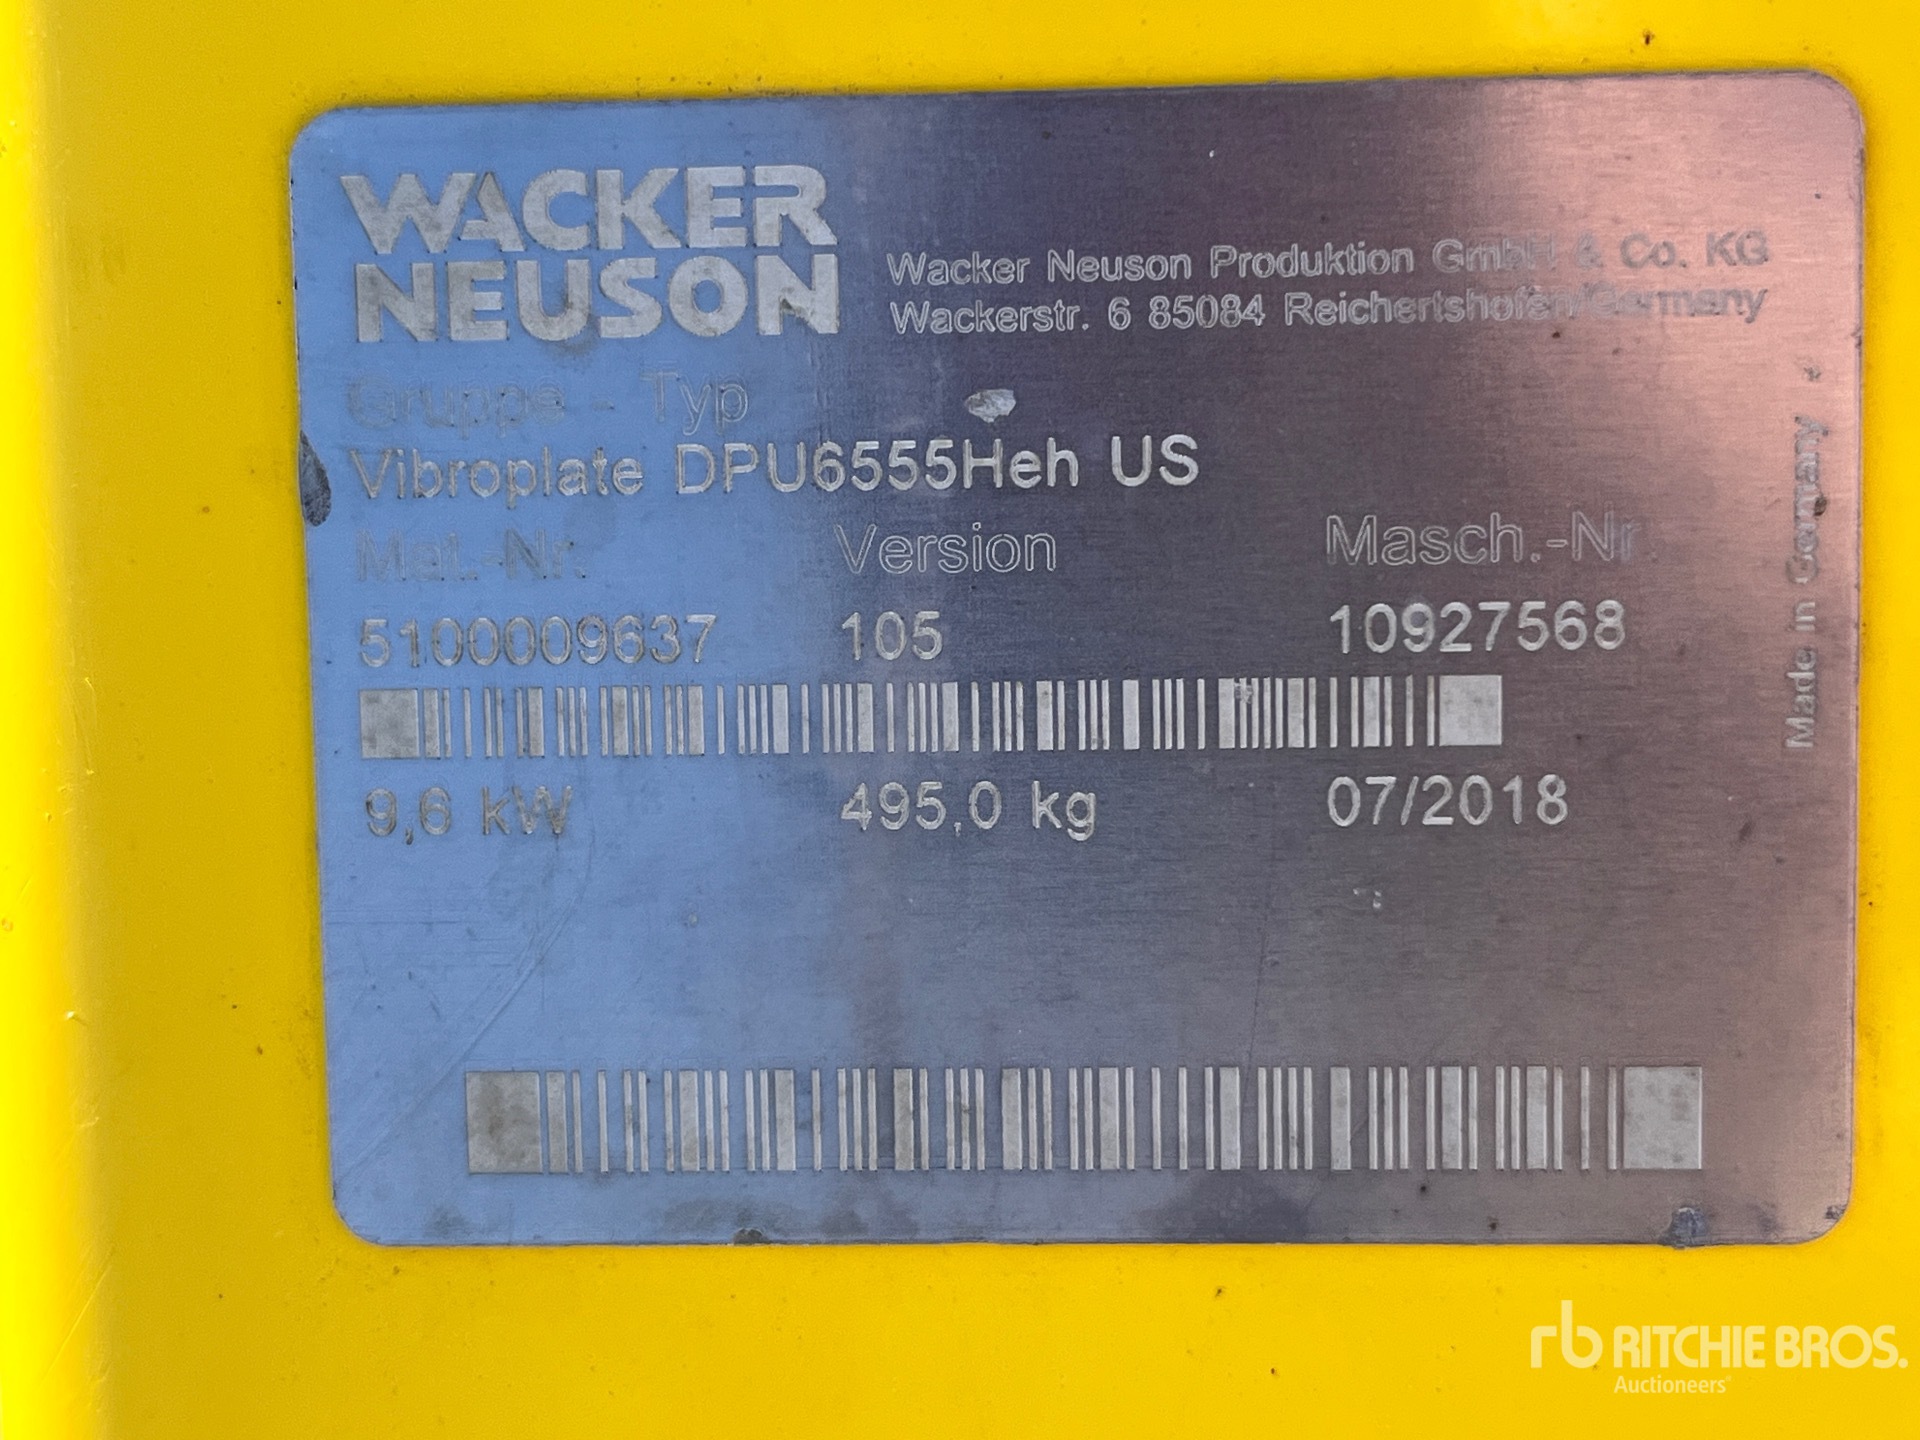 WACKER
NEUSON
Wacker Neuson Produktion GmbH & Co. KG
Wackerstr. 6 85084 Reichertshofen/Germany
Gruppe - Typ
Vibroplate DPU6555Heh US
Mat.-Nr. Version Masch.-Nr
5100009637 105 10927568
9,6 kW 495,0 kg 07/2018
Made in Germany
rb RITCHIE BROS.
Auctioneers